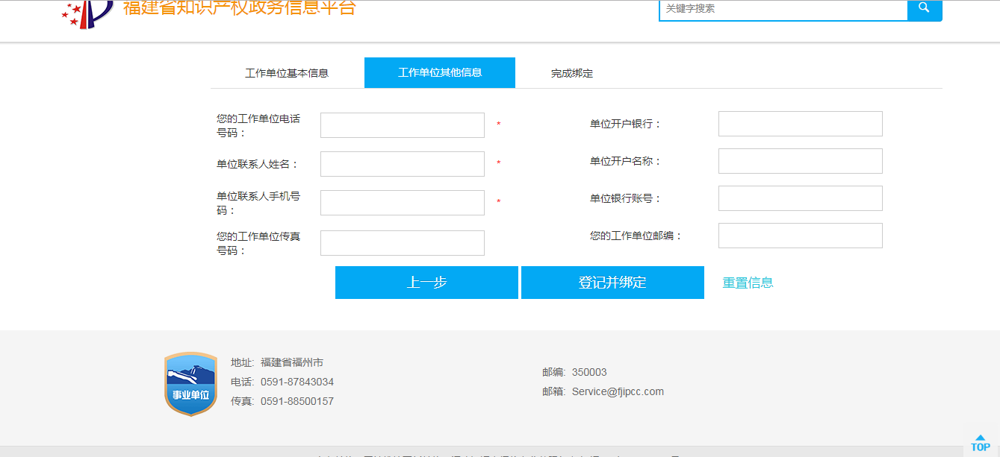 福建省知识产权政务信息平台
关键字搜索
工作单位基本信息
工作单位其他信息
完成绑定
您的工作单位电话
号码：
*
单位开户银行：
单位联系人姓名：
*
单位开户名称：
单位联系人手机号
码：
*
单位银行账号：
您的工作单位传真
号码：
您的工作单位邮编：
上一步
登记并绑定
重置信息
事业单位
地址: 福建省福州市
电话: 0591-87843034
传真: 0591-88500157
邮编: 350003
邮箱: Service@fjipcc.com
TOP